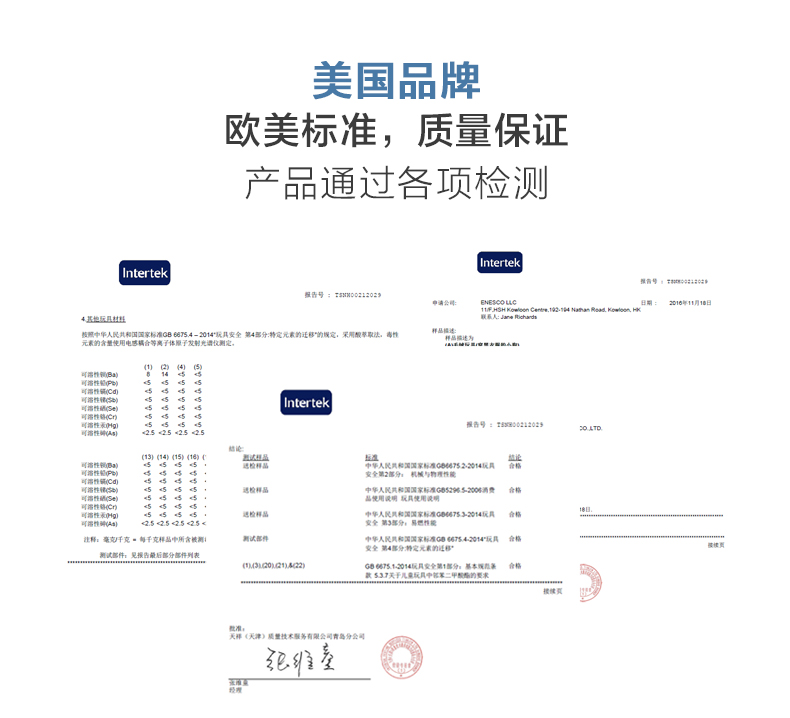 美国品牌
欧美标准，质量保证
产品通过各项检测
Intertek
报告号 : TSNH00212029
4.其他玩具材料
按照中华人民共和国国家标准GB 6675.4 – 2014"玩具安全 第4部分:特定元素的迁移"的规定，采用酸萃取法，毒性
元素的含量使用电感耦合等离子体原子发射光谱仪测定。
(1) (2) (4) (5)
可溶性钡(Ba) 8 14 <5 <5
可溶性铅(Pb) <5 <5 <5 <5
可溶性镉(Cd) <5 <5 <5 <5
可溶性锑(Sb) <5 <5 <5 <5
可溶性硒(Se) <5 <5 <5 <5
可溶性铬(Cr) <5 <5 <5 <5
可溶性汞(Hg) <5 <5 <5 <5
可溶性砷(As) <2.5 <2.5 <2.5 <2.5
(13) (14) (15) (16)
可溶性钡(Ba) <5 <5 <5 <5
可溶性铅(Pb) <5 <5 <5 <5
可溶性镉(Cd) <5 <5 <5 <5
可溶性锑(Sb) <5 <5 <5 <5
可溶性硒(Se) <5 <5 <5 <5
可溶性铬(Cr) <5 <5 <5 <5
可溶性汞(Hg) <5 <5 <5 <5
可溶性砷(As) <2.5 <2.5 <2.5 <2.5
注释: 毫克/千克 = 每千克样品中所含被测
测试部件: 见报告最后部分部件列表
Intertek
报告号 : TSNH00212029
申请公司: ENESCO LLC 日期 : 2016年11月18日
11/F,HSH Kowloon Centre,192-194 Nathan Road, Kowloon, HK
联系人: Jane Richards
样品描述:
样品描述为
CO.,LTD.
18日.
接续页
Intertek
报告号 : TSNH00212029
结论:
测试样品 标准 结论
送检样品 中华人民共和国国家标准GB6675.2-2014玩具 合格
安全第2部分: 机械与物理性能
送检样品 中华人民共和国国家标准GB5296.5-2006消费 合格
品使用说明 玩具使用说明
送检样品 中华人民共和国国家标准GB6675.3-2014玩具 合格
安全 第3部分: 易燃性能
测试部件 中华人民共和国国家标准GB 6675.4-2014"玩 合格
安全 第4部分:特定元素的迁移"
(1),(3),(20),(21),&(22) GB 6675.1-2014玩具安全第1部分: 基本规范条 合格
款 5.3.7关于儿童玩具中邻苯二甲酸酯的要求
接续页
批准:
天祥（天津）质量技术服务有限公司青岛分公司
张维量
经理